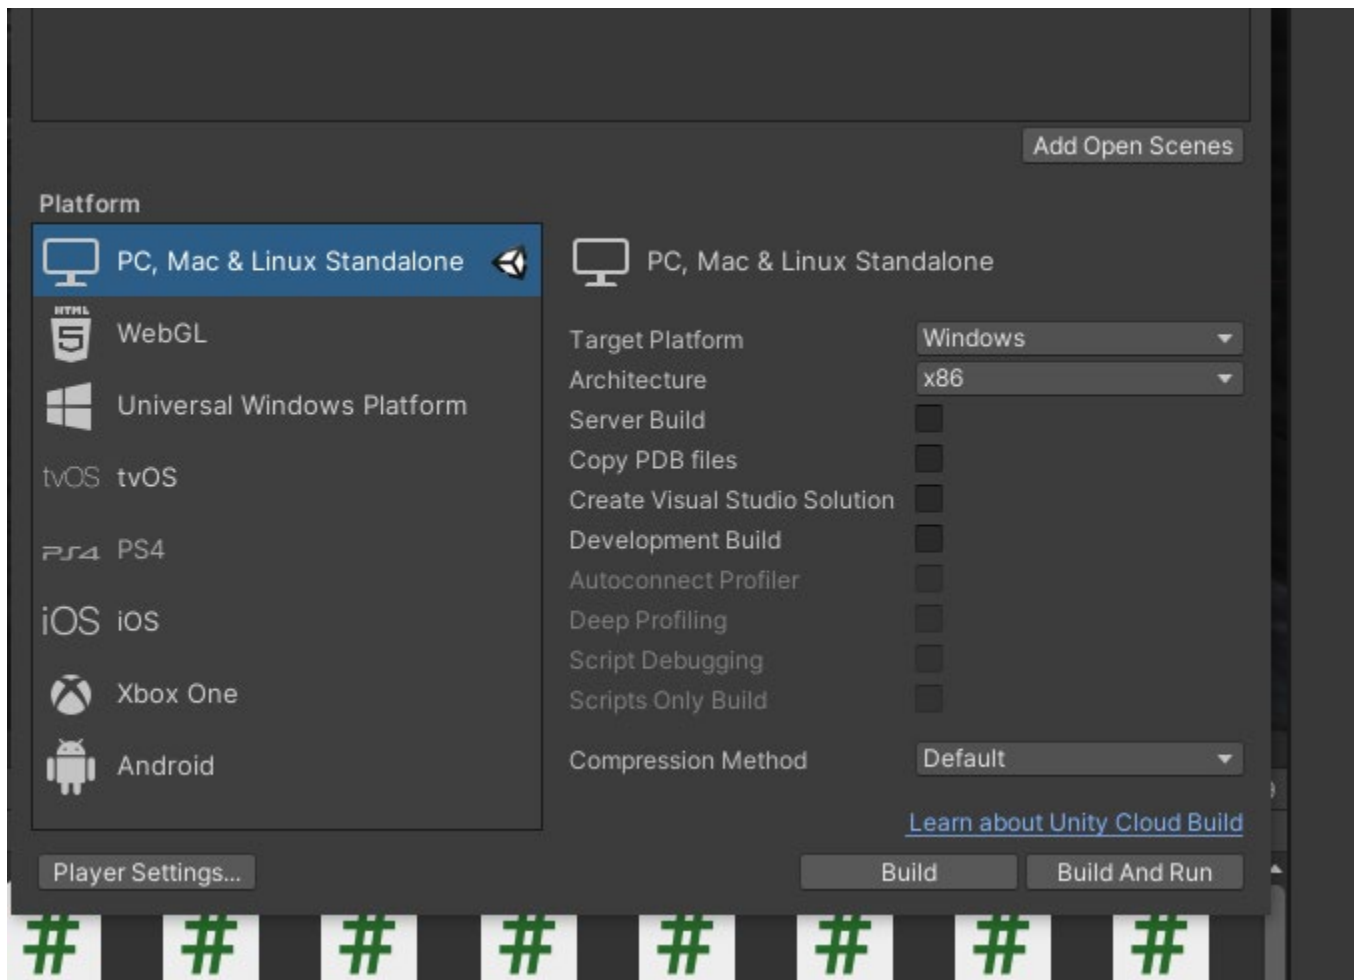 Add Open Scenes
Platform
PC, Mac & Linux Standalone
HTML
5
WebGL
Universal Windows Platform
tvOS tvOS
PS4 PS4
iOS iOS
Xbox One
Android
PC, Mac & Linux Standalone
Target Platform Windows
Architecture x86
Server Build
Copy PDB files
Create Visual Studio Solution
Development Build
Autoconnect Profiler
Deep Profiling
Script Debugging
Scripts Only Build
Compression Method Default
Learn about Unity Cloud Build
Player Settings... Build Build And Run
# # # # # # # #